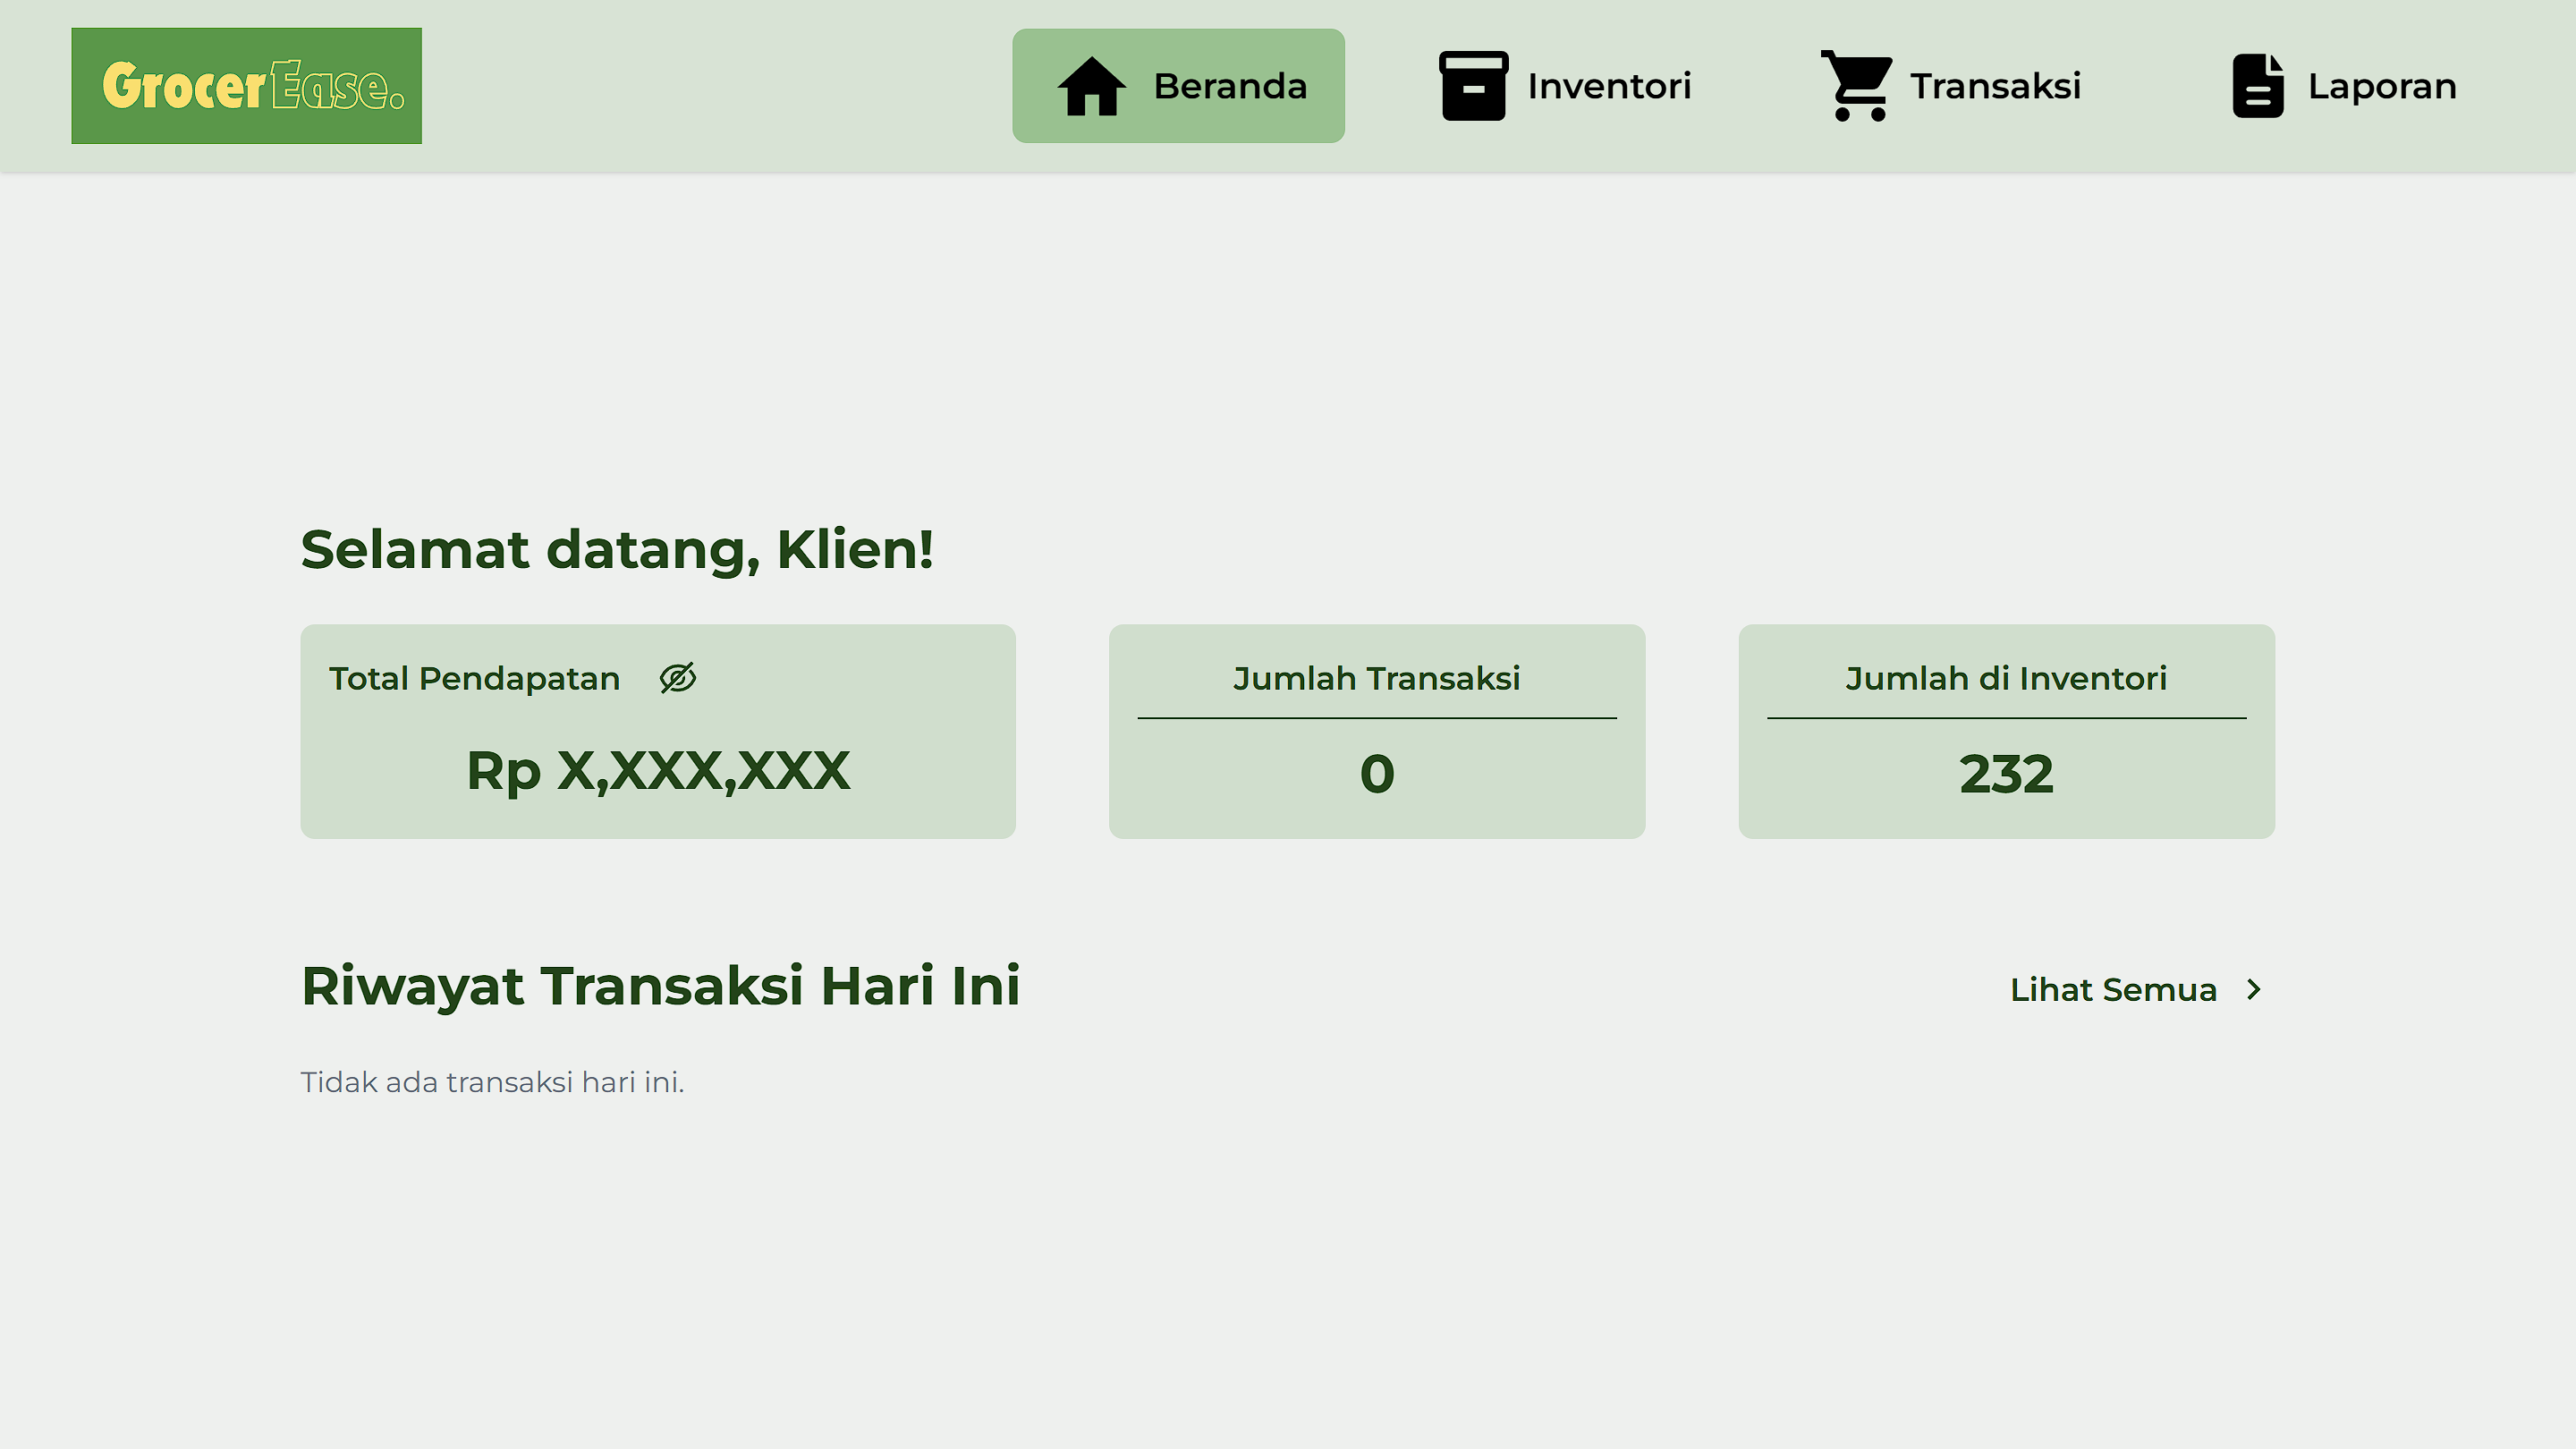 GrocerEase.
Beranda
Inventori
Transaksi
Laporan
Selamat datang, Klien!
Total Pendapatan
Rp X,XXX,XXX
Jumlah Transaksi
0
Jumlah di Inventori
232
Riwayat Transaksi Hari Ini
Lihat Semua
Tidak ada transaksi hari ini.